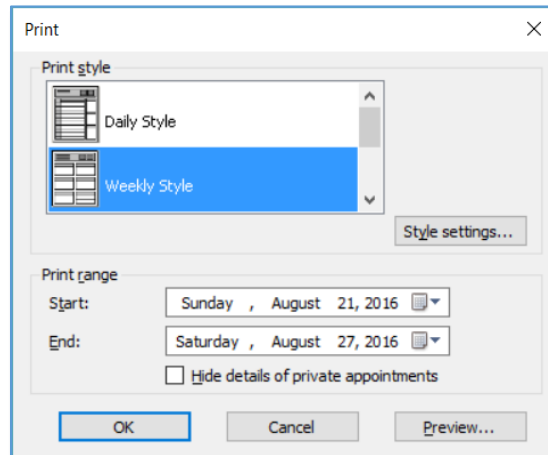 Print
Print style
Daily Style
Weekly Style
Style settings...
Print range
Start: Sunday , August 21, 2016
End: Saturday , August 27, 2016
Hide details of private appointments
OK Cancel Preview...